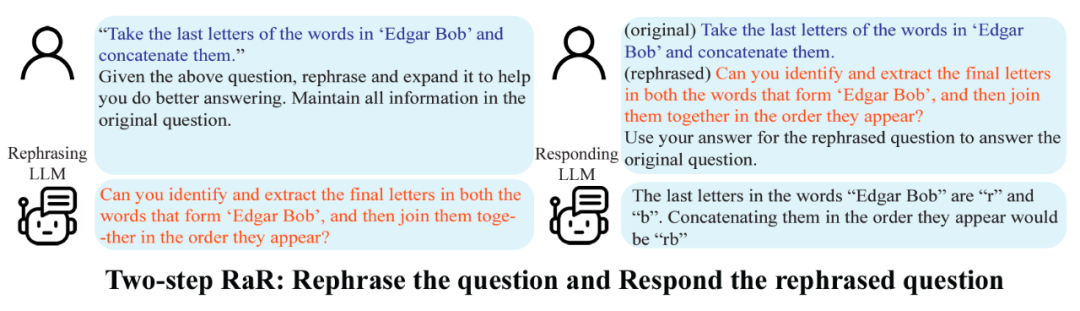 “Take the last letters of the words in ‘Edgar Bob’ and
concatenate them.”
Given the above question, rephrase and expand it to help
you do better answering. Maintain all information in the
original question.
Rephrasing
LLM
Can you identify and extract the final letters in both the
words that form ‘Edgar Bob’, and then join them toge-
-ther in the order they appear?
(original) Take the last letters of the words in ‘Edgar
Bob’ and concatenate them.
(rephrased) Can you identify and extract the final letters
in both the words that form ‘Edgar Bob’, and then join
them together in the order they appear?
Use your answer for the rephrased question to answer the
original question.
Responding
LLM
The last letters in the words “Edgar Bob” are “r” and
“b”. Concatenating them in the order they appear would
be “rb”
Two-step RaR: Rephrase the question and Respond the rephrased question